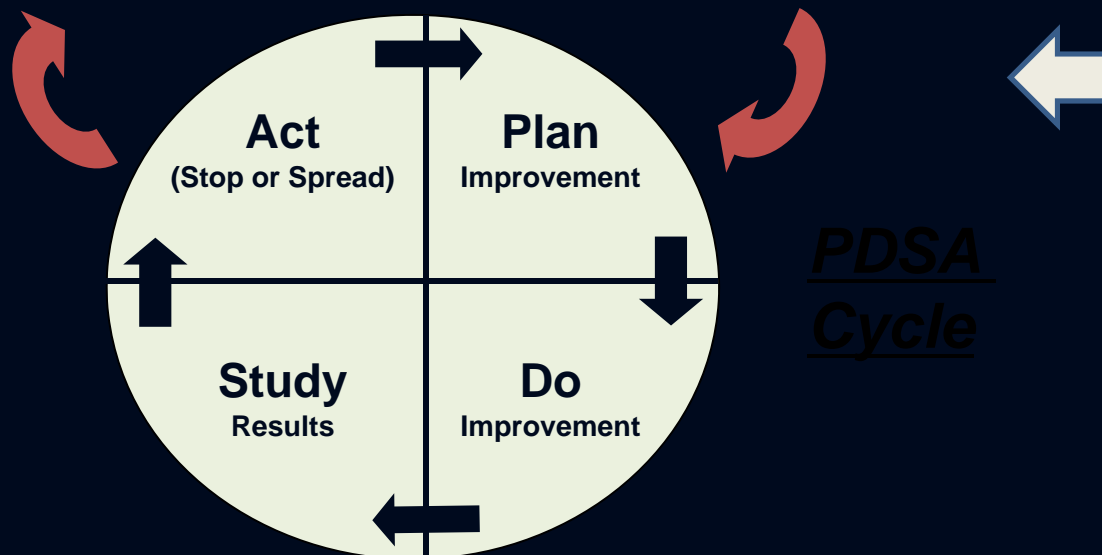 Act
(Stop or Spread)
Plan
Improvement
PDSA
Cycle
Study
Results
Do
Improvement